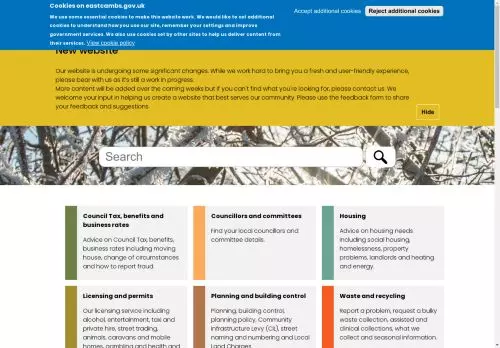 Cookies on eastcambs.gov.uk
We use some essential cookies to make this website work. We would like to set additional
cookies to understand how you use our site, remember your settings and improve
government services. We also use cookies set by other sites to help us deliver content
from their services. View cookie policy
Accept additional cookies
Reject additional cookies
New website
Our website is undergoing some significant changes. While we work hard to bring you a fresh and user-friendly experience,
please bear with us as it's still a work in progress.
More content will be added over the coming weeks but if you can't find what you're looking for, please contact us. We
welcome your input in helping us create a website that best serves our community. Please use the feedback form to share
your feedback and suggestions.
Hide
Search
Council Tax, benefits and
business rates
Advice on Council Tax, benefits,
business rates including moving
house, change of circumstances
and how to report fraud.
Councillors and committees
Find your local councillors and
committee details.
Housing
Advice on housing needs
including social housing,
homelessness, property
problems, landlords and heating
and energy.
Licensing and permits
Our licensing service including
alcohol, entertainment, taxi and
private hire, street trading,
animals, caravans and mobile
homes, gambling and health and
Planning and building control
Planning, building control,
planning policy, Community
Infrastructure Levy (CIL), street
naming and numbering and Local
Land Charges.
Waste and recycling
Report a problem, request a bulky
waste collection, assisted and
clinical collections, what we
collect and seasonal information.